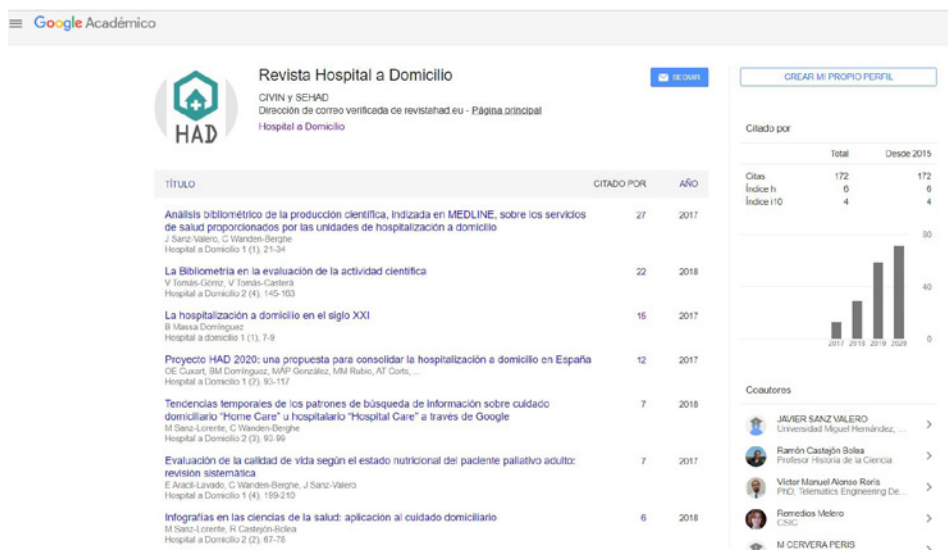 Google Académico
Revista Hospital a Domicilio
SEGUIR
CIVIN y SEHAD
Dirección de correo verificada de revistahad.eu - Página principal
Hospital a Domicilio
HAD
TÍTULO CITADO POR AÑO
Análisis bibliométrico de la producción científica, indizada en MEDLINE, sobre los servicios 27 2017
de salud proporcionados por las unidades de hospitalización a domicilio
J Sanz-Valero, C Wanden-Berghe
Hospital a Domicilio 1 (1), 21-34
La Bibliometría en la evaluación de la actividad científica 22 2018
V Tomás-Górriz, V Tomás-Casterá
Hospital a Domicilio 2 (4), 145-163
La hospitalización a domicilio en el siglo XXI 2017
B Massa Domínguez
Hospital a domicilio 1 (1), 7-9
Proyecto HAD 2020: una propuesta para consolidar la hospitalización a domicilio en España 12 2017
OE Cuxart, BM Domínguez, MÁP González, MM Rubio, AT Corts, ...
Hospital a Domicilio 1 (2), 93-117
Tendencias temporales de los patrones de búsqueda de información sobre cuidado 7 2018
domiciliario "Home Care" u hospitalario "Hospital Care" a través de Google
M Sanz-Lorente, C Wanden-Berghe
Hospital a Domicilio 2 (3), 93-99
Evaluación de la calidad de vida según el estado nutricional del paciente paliativo adulto: 7 2017
revisión sistemática
E Aracil-Lavado, C Wanden-Berghe, J Sanz-Valero
Hospital a Domicilio 1 (4), 199-210
Infografías en las ciencias de la salud: aplicación al cuidado domiciliario 6 2018
M Sanz-Lorente, R Castejón-Bolea
Hospital a Domicilio 2 (2), 67-78
CREAR MI PROPIO PERFIL
Citado por
Total Desde 2015
Citas 172 172
Índice h 6 6
Índice i10 4 4
80
40
0
2017 2018 2019 2020
Coautores
JAVIER SANZ VALERO
Universidad Miguel Hernández, ...
Ramón Castejón Bolea
Profesor Historia de la Ciencia
Víctor Manuel Alonso Rorís
PhD, Telematics Engineering De...
Remedios Melero
CSIC
M CERVERA PERIS